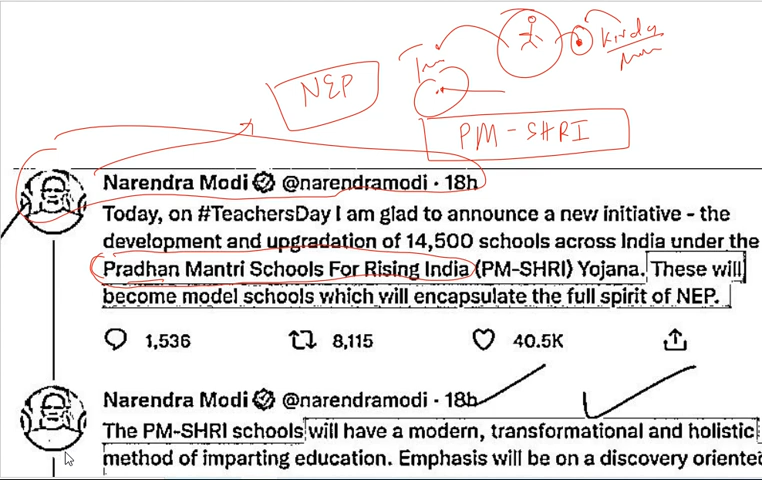 NEP
PM-SHRI
Narendra Modi @narendramodi · 18h
Today, on #TeachersDay I am glad to announce a new initiative - the
development and upgradation of 14,500 schools across India under the
Pradhan Mantri Schools For Rising India (PM-SHRI) Yojana. These will
become model schools which will encapsulate the full spirit of NEP.
1,536 8,115 40.5K
Narendra Modi @narendramodi · 18h
The PM-SHRI schools will have a modern, transformational and holistic
method of imparting education. Emphasis will be on a discovery oriented